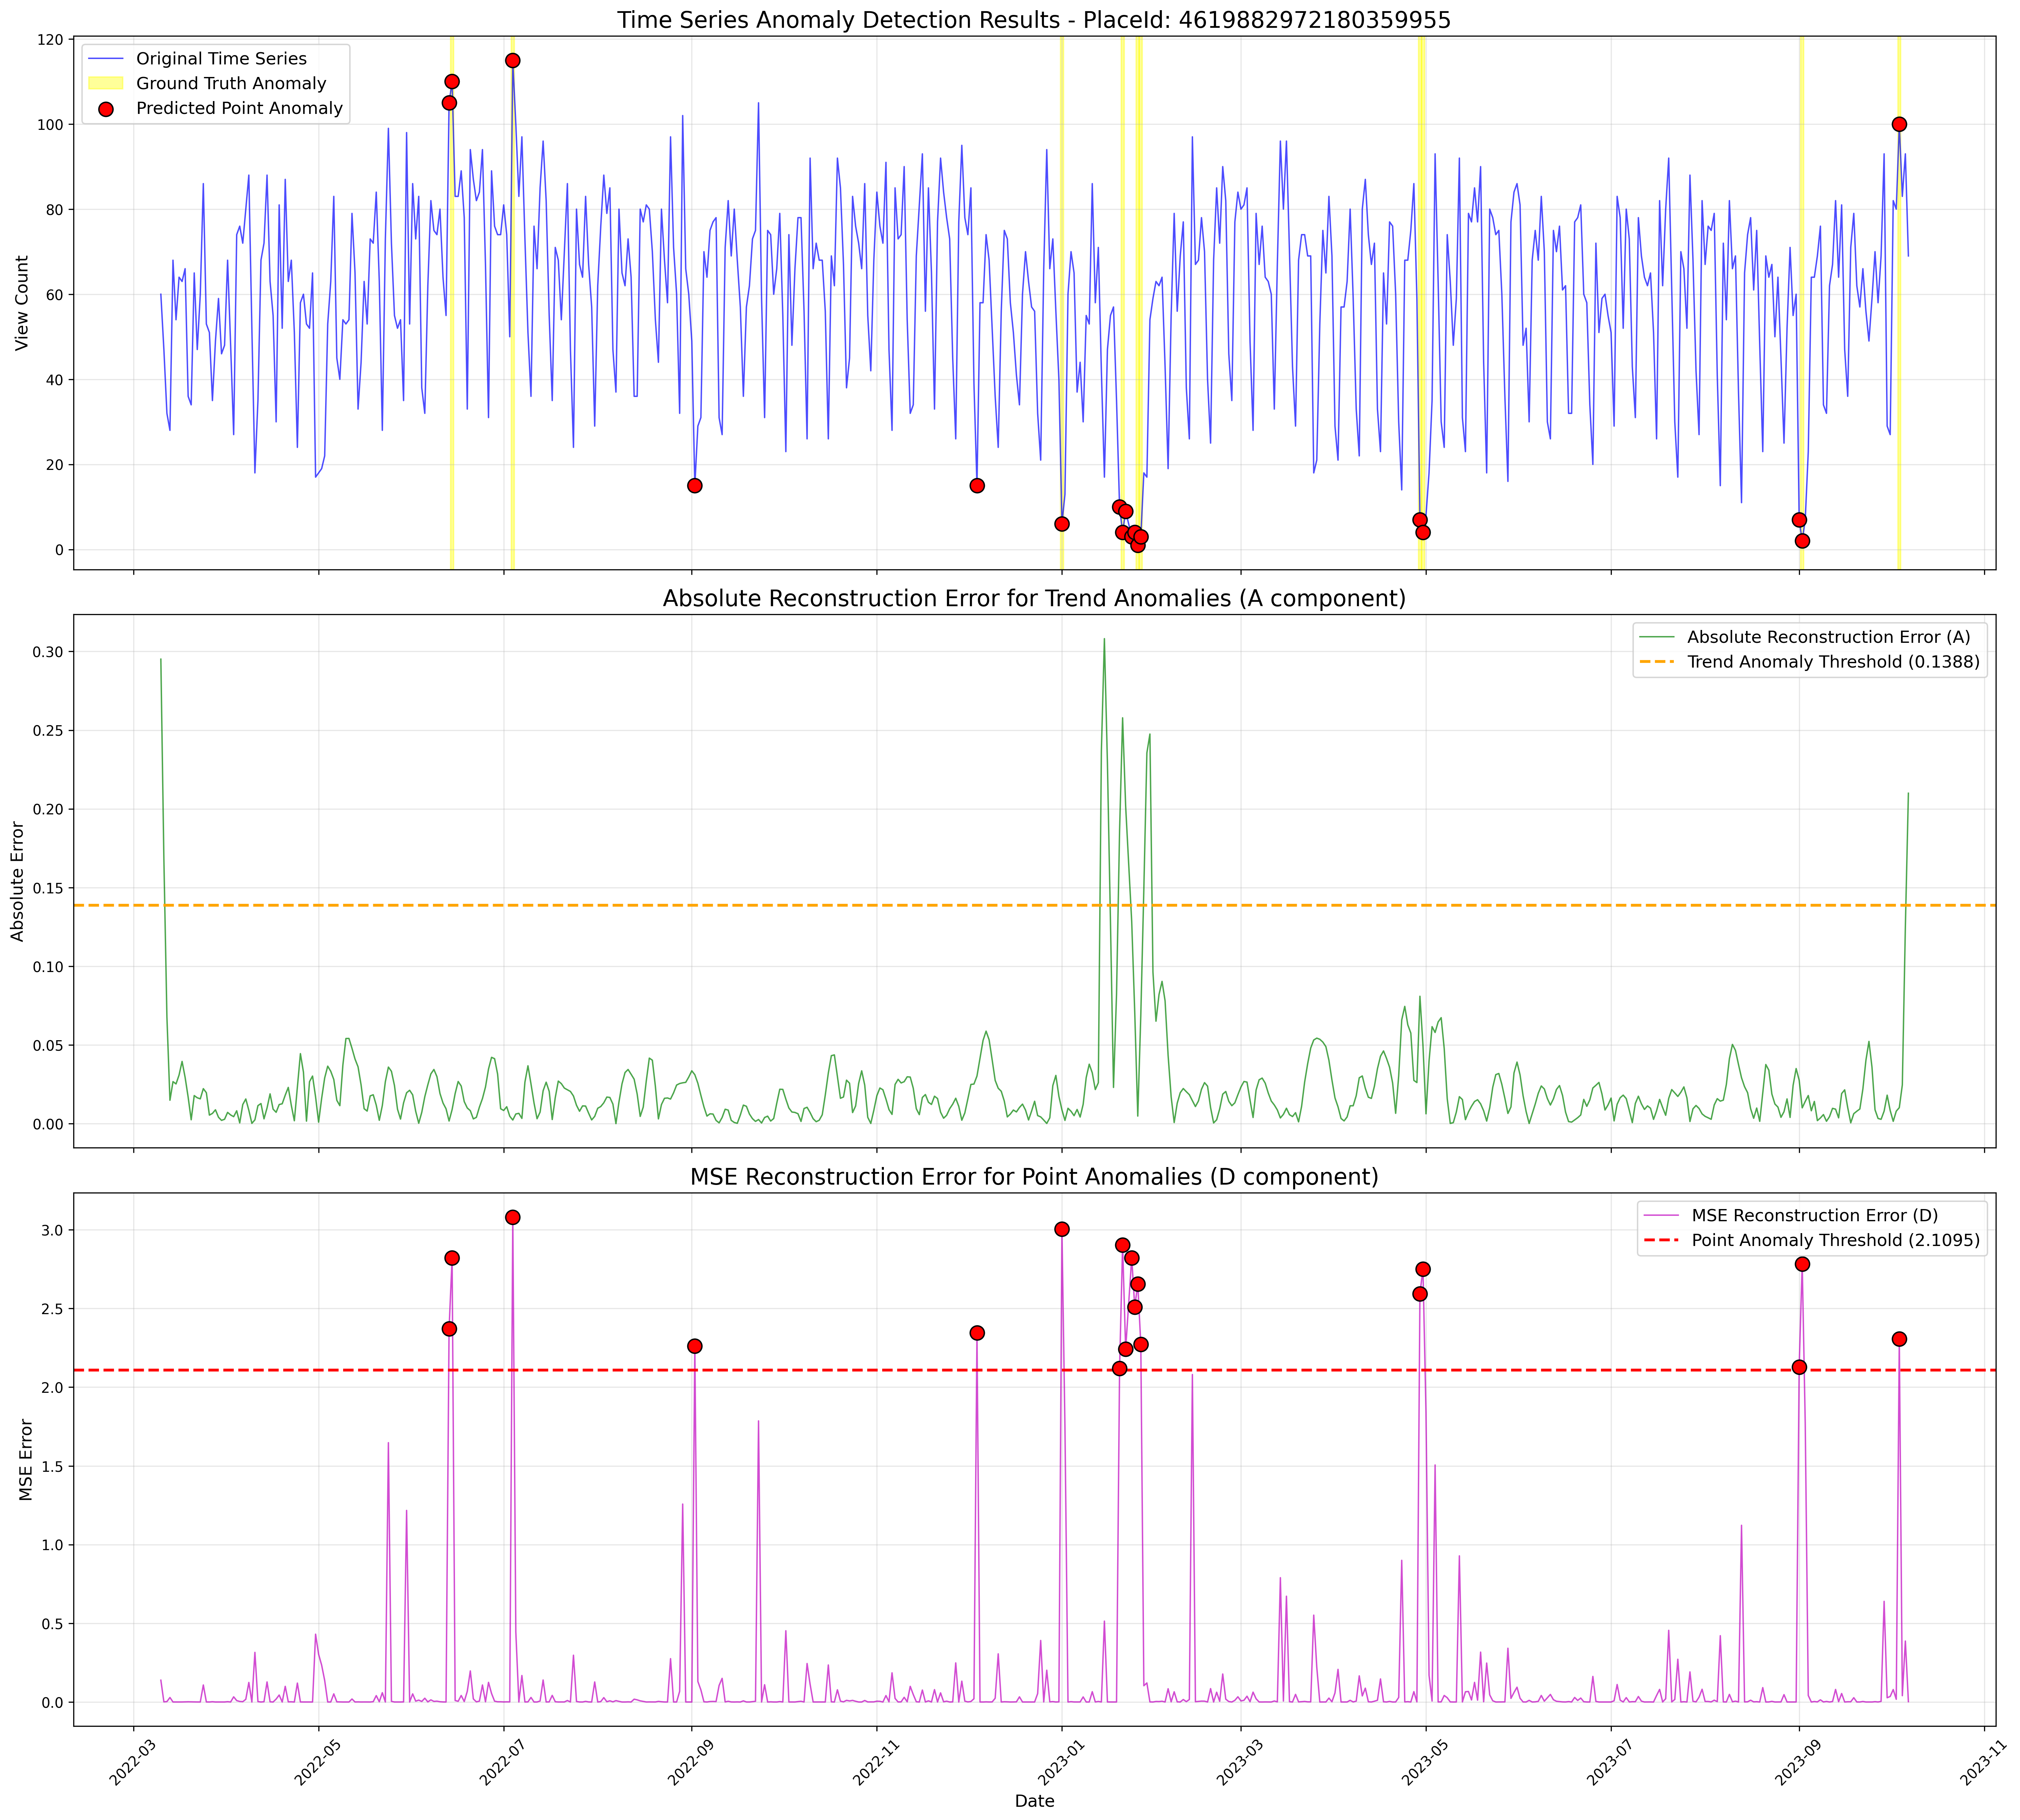 Time Series Anomaly Detection Results - PlaceId: 4619882972180359955
Original Time Series
Ground Truth Anomaly
Predicted Point Anomaly
View Count
120
100
80
60
40
20
0
Absolute Reconstruction Error for Trend Anomalies (A component)
Absolute Reconstruction Error (A)
Trend Anomaly Threshold (0.1388)
Absolute Error
0.30
0.25
0.20
0.15
0.10
0.05
0.00
MSE Reconstruction Error for Point Anomalies (D component)
MSE Reconstruction Error (D)
Point Anomaly Threshold (2.1095)
MSE Error
3.0
2.5
2.0
1.5
1.0
0.5
0.0
2022-03
2022-05
2022-07
2022-09
2022-11
2023-01
2023-03
2023-05
2023-07
2023-09
2023-11
Date